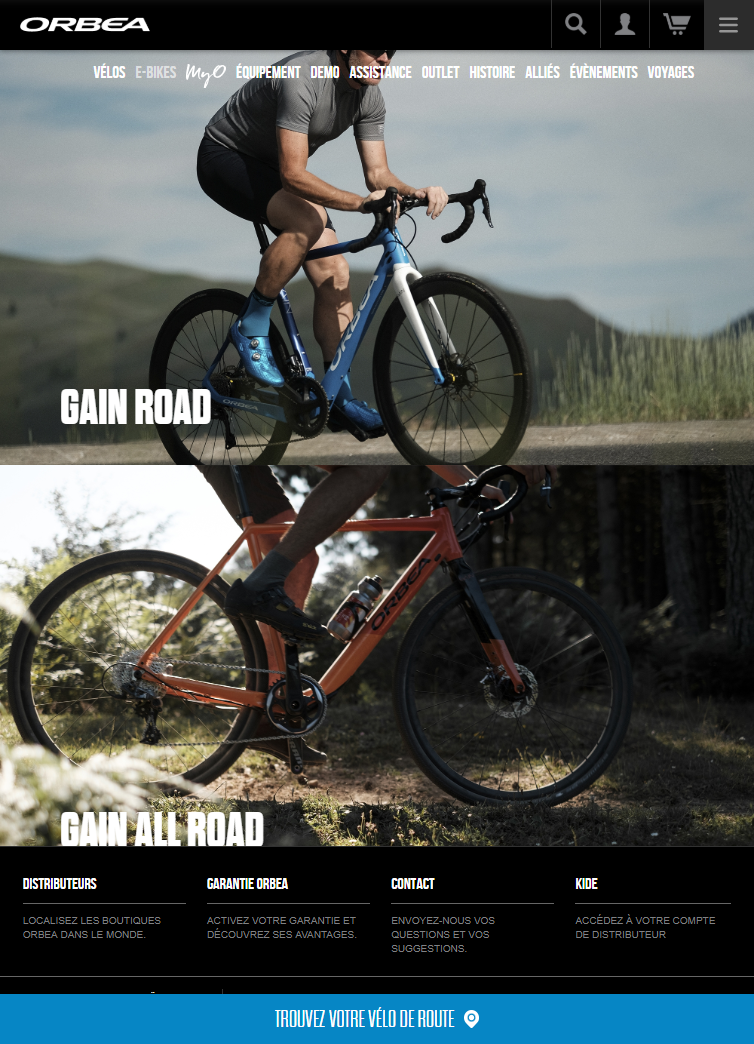 ORBEA
VÉLOS E-BIKES MyO ÉQUIPEMENT DEMO ASSISTANCE OUTLET HISTOIRE ALLIÉS ÉVÈNEMENTS VOYAGES
ORBEA
ORBEA
GAIN ROAD
ORBEA
GAIN ALL ROAD
DISTRIBUTEURS
LOCALISEZ LES BOUTIQUES
ORBEA DANS LE MONDE.
GARANTIE ORBEA
ACTIVEZ VOTRE GARANTIE ET
DÉCOUVREZ SES AVANTAGES.
CONTACT
ENVOYEZ-NOUS VOS
QUESTIONS ET VOS
SUGGESTIONS.
KIDE
ACCÉDEZ À VOTRE COMPTE
DE DISTRIBUTEUR
TROUVEZ VOTRE VÉLO DE ROUTE